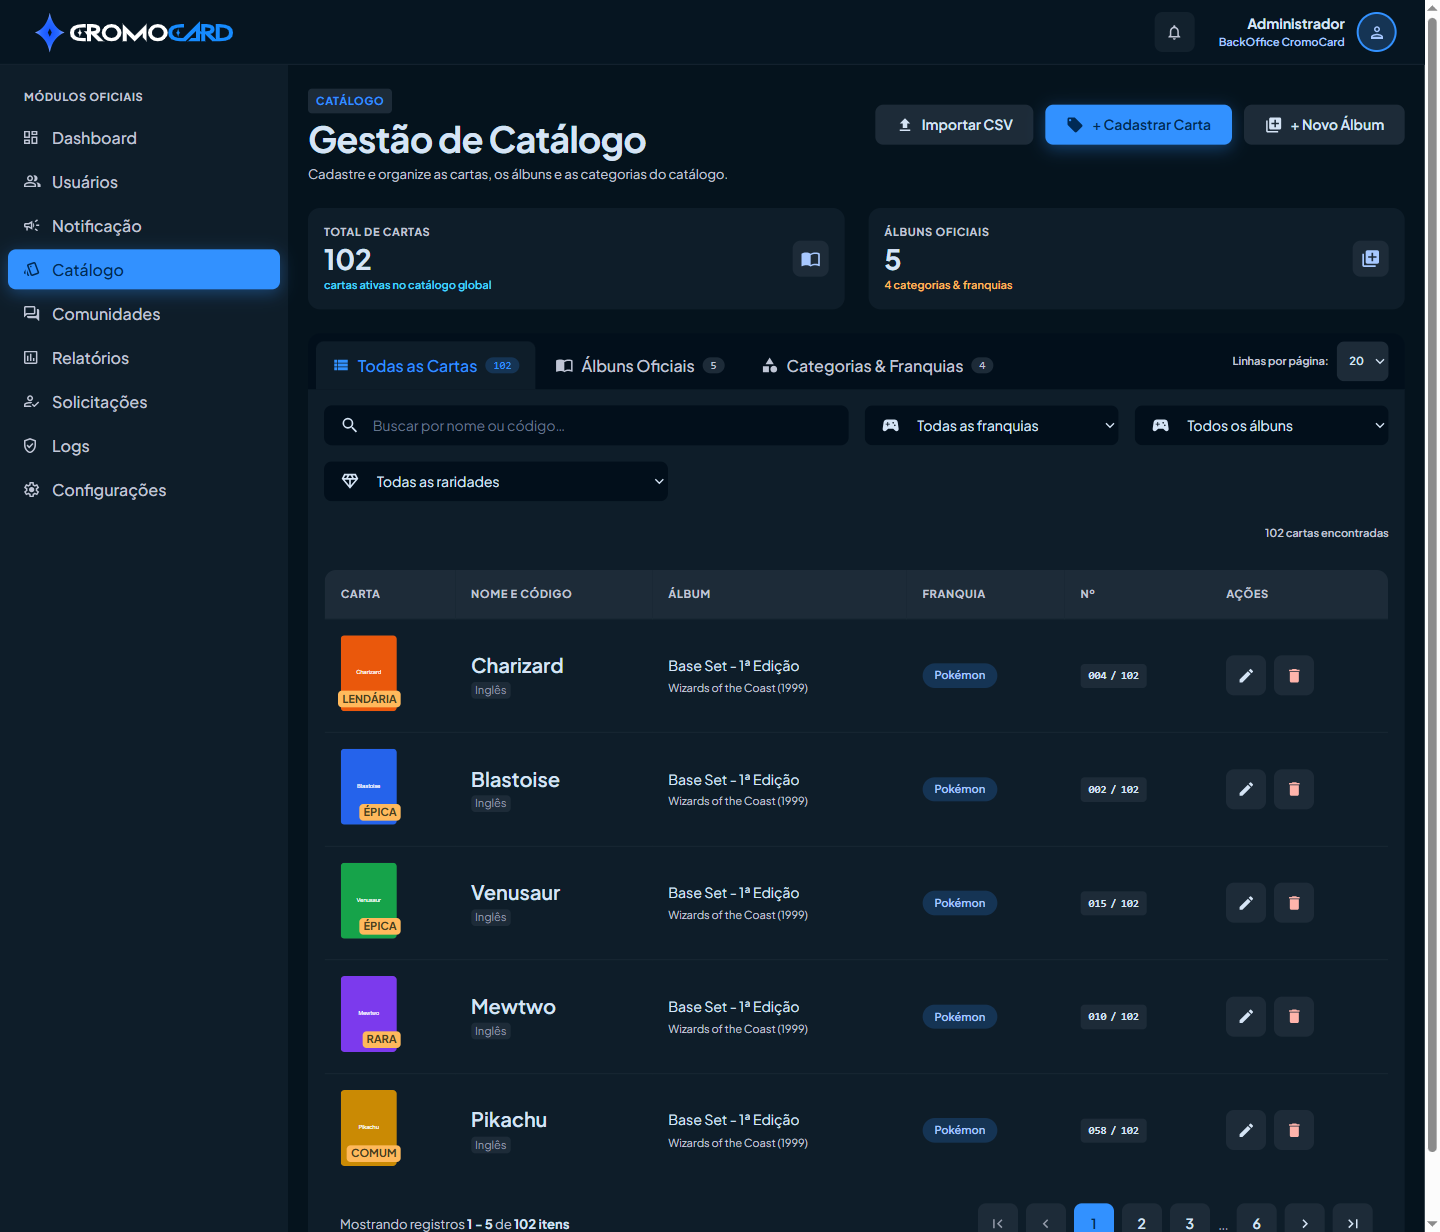 CROMOCARD
Administrador
BackOffice CromoCard
MÓDULOS OFICIAIS
Dashboard
Usuários
Notificação
Catálogo
Comunidades
Relatórios
Solicitações
Logs
Configurações
CATÁLOGO
Gestão de Catálogo
Cadastre e organize as cartas, os álbuns e as categorias do catálogo.
Importar CSV
+ Cadastrar Carta
+ Novo Álbum
TOTAL DE CARTAS
102
cartas ativas no catálogo global
ÁLBUNS OFICIAIS
5
4 categorias & franquias
Todas as Cartas 102
Álbuns Oficiais 5
Categorias & Franquias 4
Linhas por página: 20
Buscar por nome ou código...
Todas as franquias
Todos os álbuns
Todas as raridades
102 cartas encontradas
CARTA NOME E CÓDIGO ÁLBUM FRANQUIA Nº AÇÕES
Charizard
LENDÁRIA
Charizard
Inglês
Base Set - 1ª Edição
Wizards of the Coast (1999)
Pokémon
004 / 102
Blastoise
ÉPICA
Blastoise
Inglês
Base Set - 1ª Edição
Wizards of the Coast (1999)
Pokémon
002 / 102
Venusaur
ÉPICA
Venusaur
Inglês
Base Set - 1ª Edição
Wizards of the Coast (1999)
Pokémon
015 / 102
Mewtwo
RARA
Mewtwo
Inglês
Base Set - 1ª Edição
Wizards of the Coast (1999)
Pokémon
010 / 102
Pikachu
COMUM
Pikachu
Inglês
Base Set - 1ª Edição
Wizards of the Coast (1999)
Pokémon
058 / 102
Mostrando registros 1 - 5 de 102 itens
1 2 3 ... 6